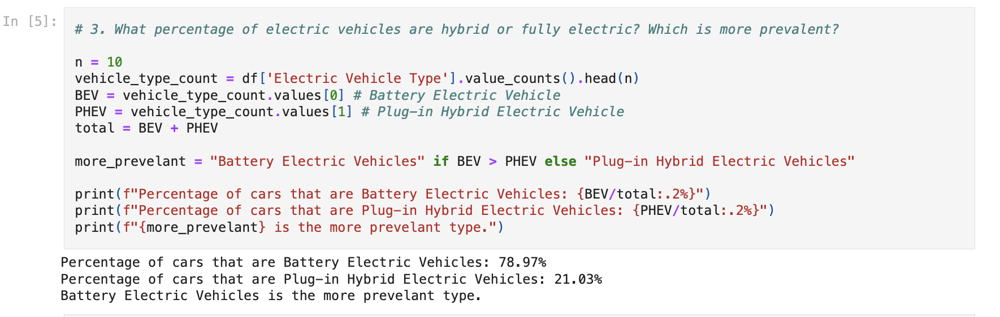 In [5]:
# 3. What percentage of electric vehicles are hybrid or fully electric? Which is more prevalent?
n = 10
vehicle_type_count = df['Electric Vehicle Type'].value_counts().head(n)
BEV = vehicle_type_count.values[0] # Battery Electric Vehicle
PHEV = vehicle_type_count.values[1] # Plug-in Hybrid Electric Vehicle
total = BEV + PHEV
more_prevelant = "Battery Electric Vehicles" if BEV > PHEV else "Plug-in Hybrid Electric Vehicles"
print(f"Percentage of cars that are Battery Electric Vehicles: {BEV/total:.2%}")
print(f"Percentage of cars that are Plug-in Hybrid Electric Vehicles: {PHEV/total:.2%}")
print(f"{more_prevelant} is the more prevelant type.")
Percentage of cars that are Battery Electric Vehicles: 78.97%
Percentage of cars that are Plug-in Hybrid Electric Vehicles: 21.03%
Battery Electric Vehicles is the more prevelant type.